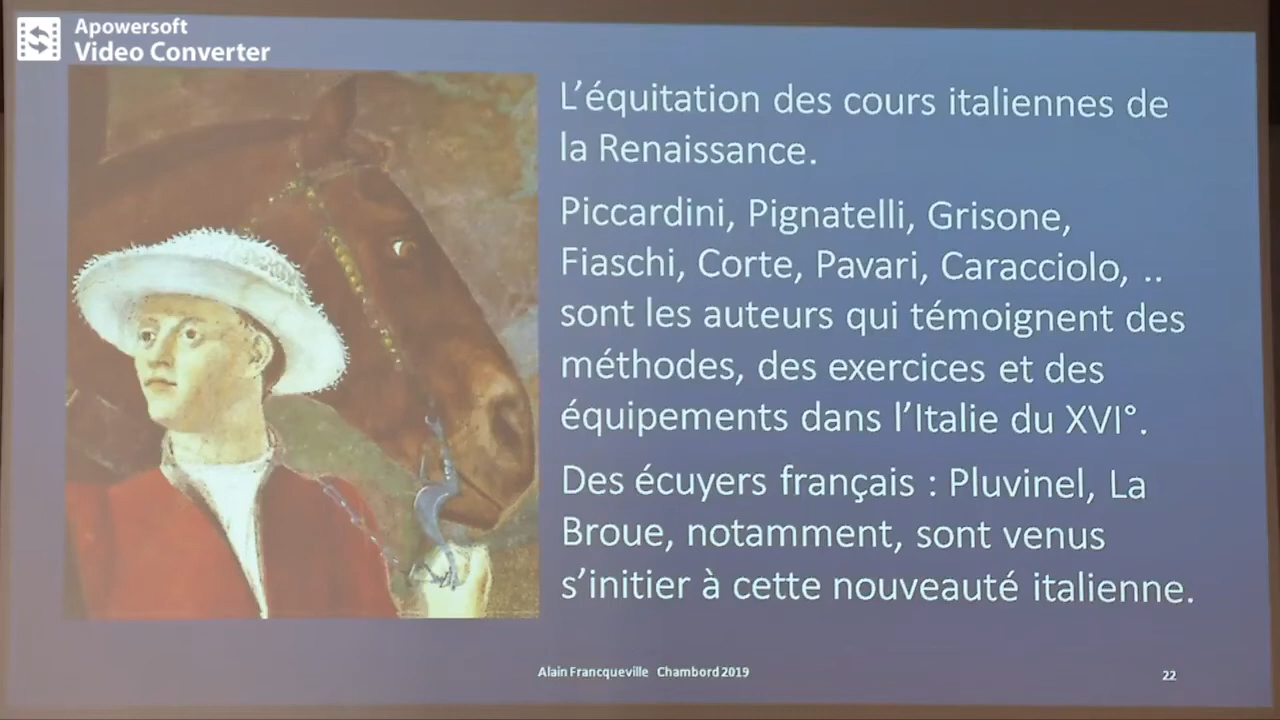 Apowersoft
Video Converter
L'équitation des cours italiennes de
la Renaissance.
Piccardini, Pignatelli, Grisone,
Fiaschi, Corte, Pavari, Caracciolo, ..
sont les auteurs qui témoignent des
méthodes, des exercices et des
équipements dans l'Italie du XVI°.
Des écuyers français : Pluvinel, La
Broue, notamment, sont venus
s'initier à cette nouveauté italienne.
Alain Francqueville Chambord 2019
22